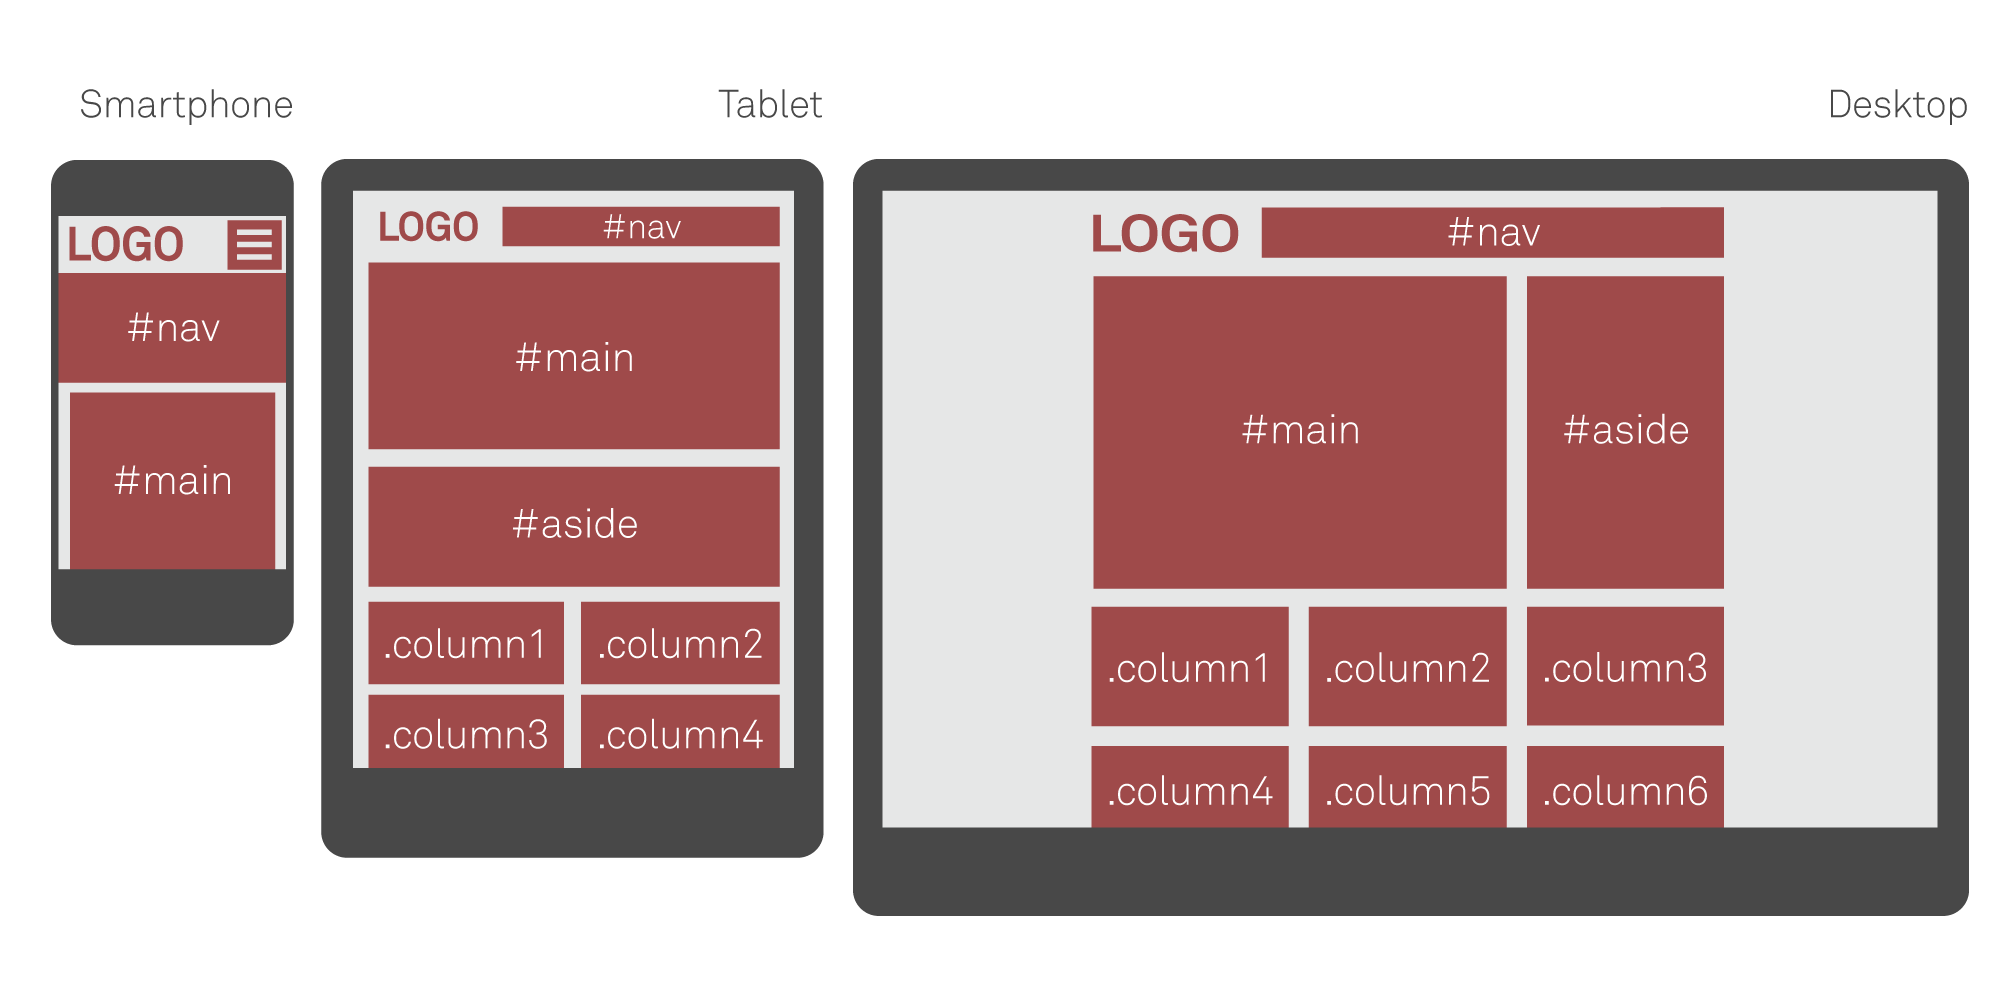 Smartphone
LOGO
#nav
#main
Tablet
LOGO
#nav
#main
#aside
.column1
.column2
.column3
.column4
Desktop
LOGO
#nav
#main
#aside
.column1
.column2
.column3
.column4
.column5
.column6